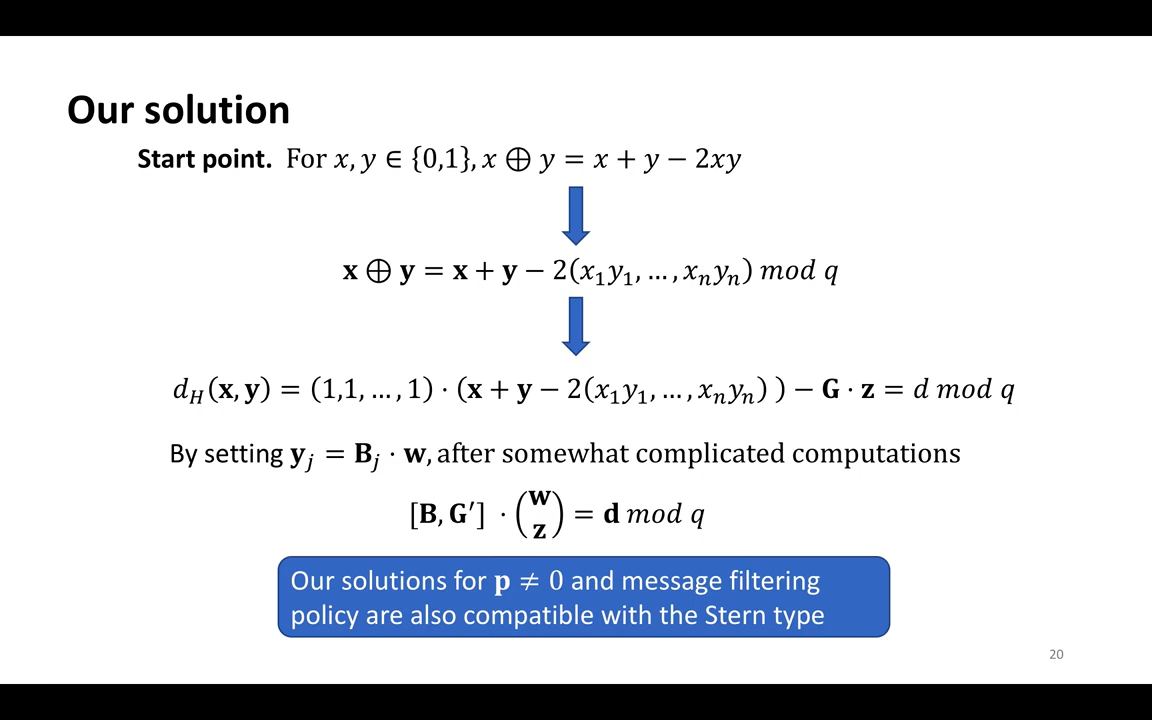 Our solution
Start point. For x, y ∈ {0,1}, x ⊕ y = x + y − 2xy
𝐱 ⊕ 𝐲 = 𝐱 + 𝐲 − 2(x₁y₁, … , xₙyₙ) mod q
d_H(𝐱, 𝐲) = (1,1, … , 1) · (𝐱 + 𝐲 − 2(x₁y₁, … , xₙyₙ) ) − 𝐆 · 𝐳 = d mod q
By setting 𝐲ⱼ = 𝐁ⱼ · 𝐰, after somewhat complicated computations
[𝐁, 𝐆′] · (𝐰 𝐳) = 𝐝 mod q
Our solutions for 𝐩 ≠ 0 and message filtering
policy are also compatible with the Stern type
20